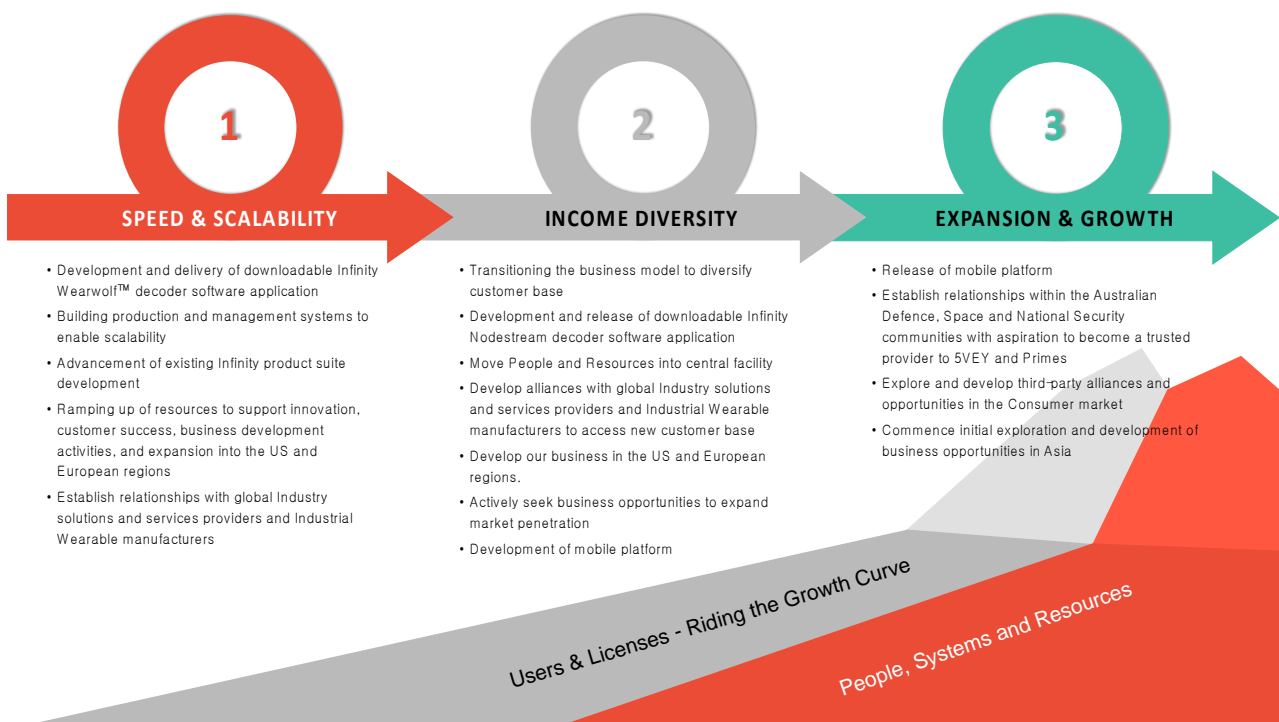 1
SPEED & SCALABILITY
• Development and delivery of downloadable Infinity
Wearwolf™ decoder software application
• Building production and management systems to
enable scalability
• Advancement of existing Infinity product suite
development
• Ramping up of resources to support innovation,
customer success, business development
activities, and expansion into the US and
European regions
• Establish relationships with global Industry
solutions and services providers and Industrial
Wearable manufacturers
2
INCOME DIVERSITY
• Transitioning the business model to diversify
customer base
• Development and release of downloadable Infinity
Nodestream decoder software application
• Move People and Resources into central facility
• Develop alliances with global Industry solutions
and services providers and Industrial Wearable
manufacturers to access new customer base
• Develop our business in the US and European
regions.
• Actively seek business opportunities to expand
market penetration
• Development of mobile platform
3
EXPANSION & GROWTH
• Release of mobile platform
• Establish relationships within the Australian
Defence, Space and National Security
communities with aspiration to become a trusted
provider to 5VEY and Primes
• Explore and develop third-party alliances and
opportunities in the Consumer market
• Commence initial exploration and development of
business opportunities in Asia
Users & Licenses - Riding the Growth Curve
People, Systems and Resources